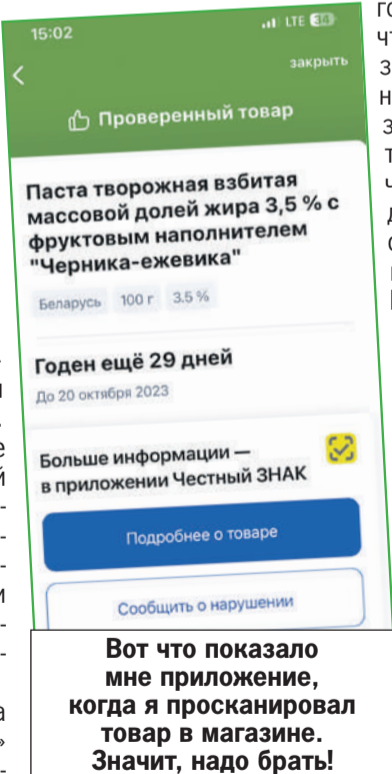 15:02
LTE 34
закрыть
Проверенный товар
Паста творожная взбитая
массовой долей жира 3,5 % с
фруктовым наполнителем
"Черника-ежевика"
Беларусь 100 г 3.5 %
Годен ещё 29 дней
До 20 октября 2023
Больше информации —
в приложении Честный ЗНАК
Подробнее о товаре
Сообщить о нарушении
Вот что показало
мне приложение,
когда я просканировал
товар в магазине.
Значит, надо брать!